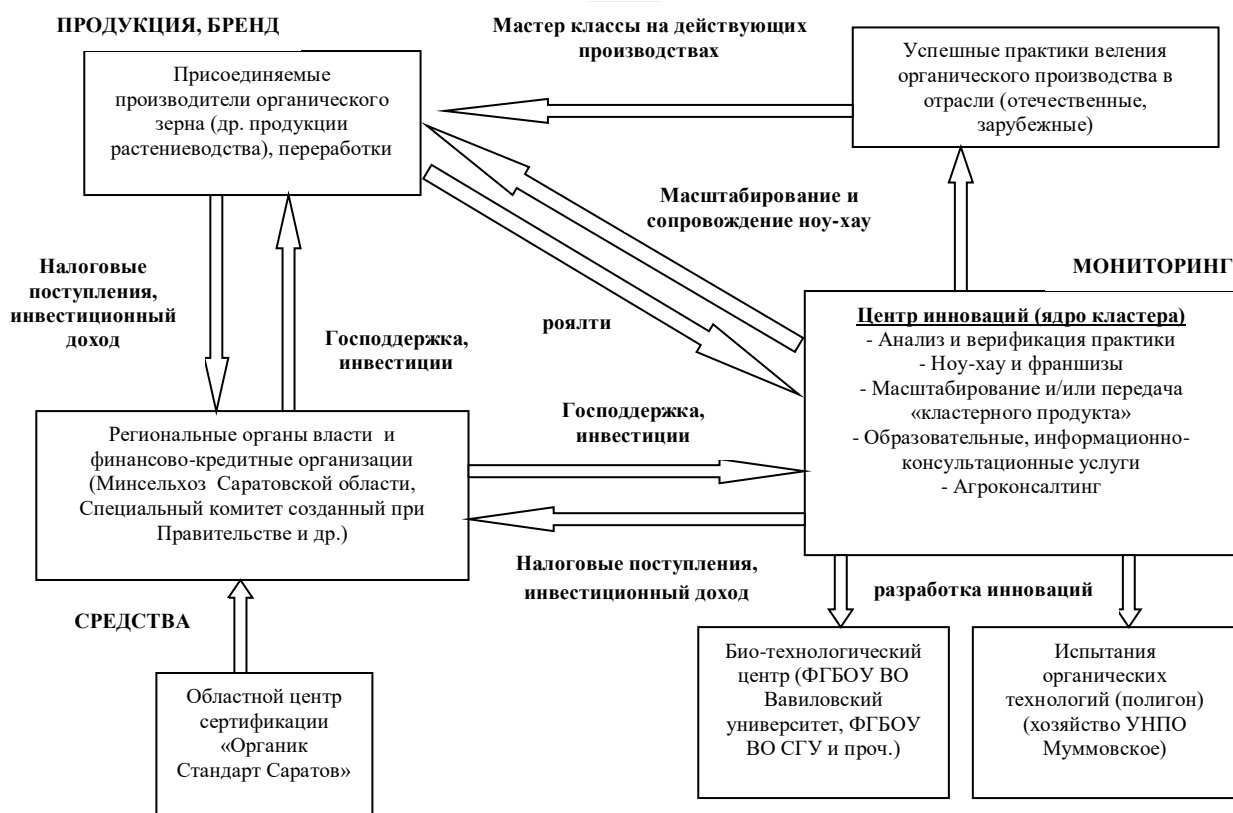 ПРОДУКЦИЯ, БРЕНД
Присоединяемые
производители органического
зерна (др. продукции
растениеводства), переработки
Мастер классы на действующих
производствах
Успешные практики веления
органического производства в
отрасли (отечественные,
зарубежные)
Масштабирование и
сопровождение ноу-хау
Налоговые
поступления,
инвестиционный
доход
Господдержка,
инвестиции
роялти
МОНИТОРИНГ
Центр инноваций (ядро кластера)
- Анализ и верификация практики
- Ноу-хау и франшизы
- Масштабирование и/или передача
«кластерного продукта»
- Образовательные, информационно-
консультационные услуги
- Агроконсалтинг
Господдержка,
инвестиции
Региональные органы власти и
финансово-кредитные организации
(Минсельхоз Саратовской области,
Специальный комитет созданный при
Правительстве и др.)
Налоговые поступления,
инвестиционный доход
разработка инноваций
СРЕДСТВА
Областной центр
сертификации
«Органик
Стандарт Саратов»
Био-технологический
центр (ФГБОУ ВО
Вавиловский
университет, ФГБОУ
ВО СГУ и проч.)
Испытания
органических
технологий (полигон)
(хозяйство УНПО
Муммовское)